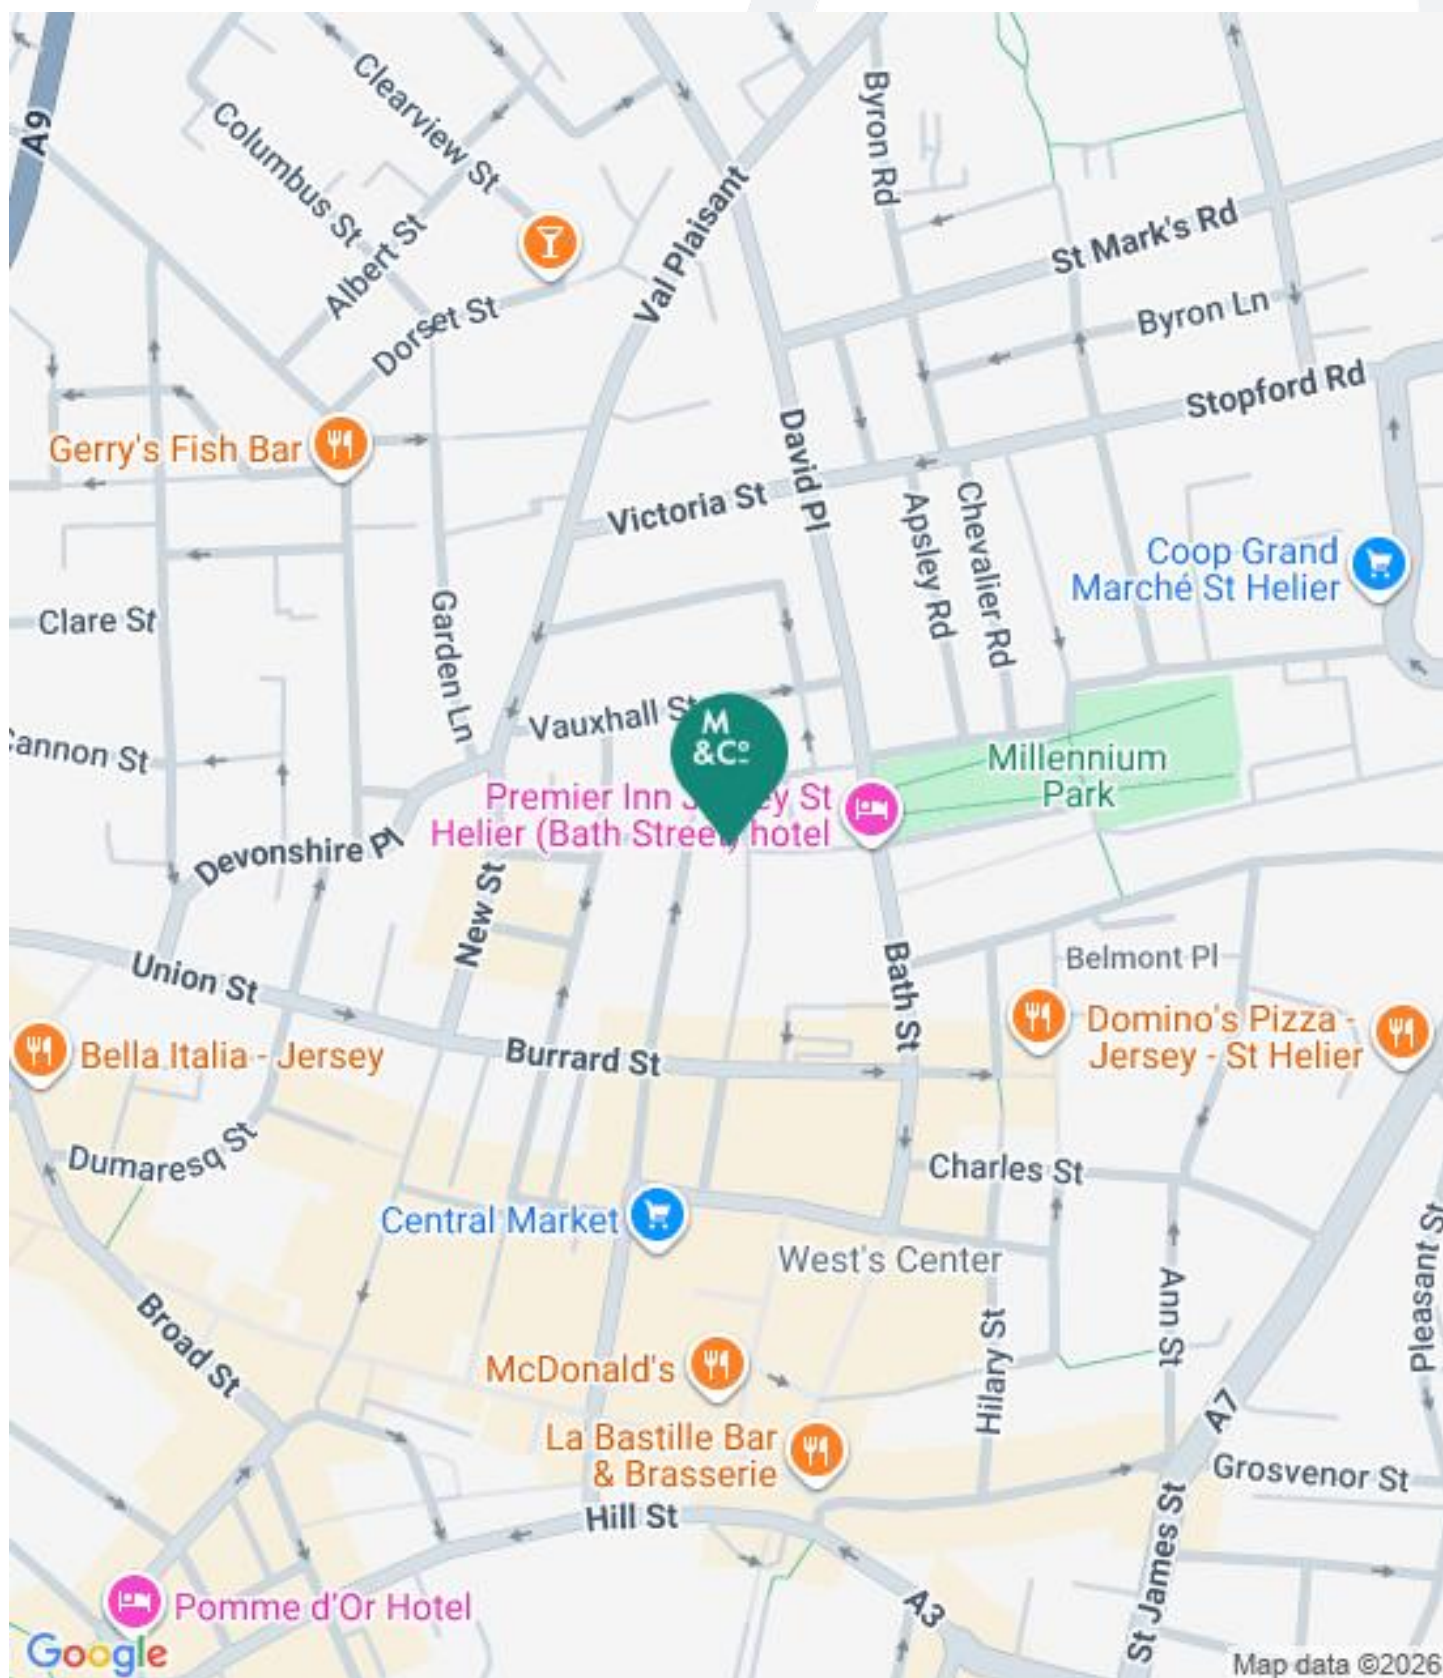 A9
Clearview St
Columbus St
Albert St
Dorset St
Val Plaisant
Byron Rd
St Mark's Rd
Byron Ln
Stopford Rd
David Pl
Gerry's Fish Bar
Victoria St
Apsley Rd
Chevalier Rd
Coop Grand
Marché St Helier
Clare St
Garden Ln
Vauxhall St
M
&Cº
annon St
Millennium
Park
Premier Inn J ey St
Helier (Bath Street) hotel
Devonshire Pl
New St
Union St
Bath St
Belmont Pl
Domino's Pizza -
Jersey - St Helier
Bella Italia - Jersey
Burrard St
Dumaresq St
Charles St
Central Market
West's Center
Pleasant St
Broad St
Ann St
Hilary St
McDonald's
A7
La Bastille Bar
& Brasserie
Grosvenor St
Hill St
St James St
Pomme d'Or Hotel
A3
Google
Map data ©2026